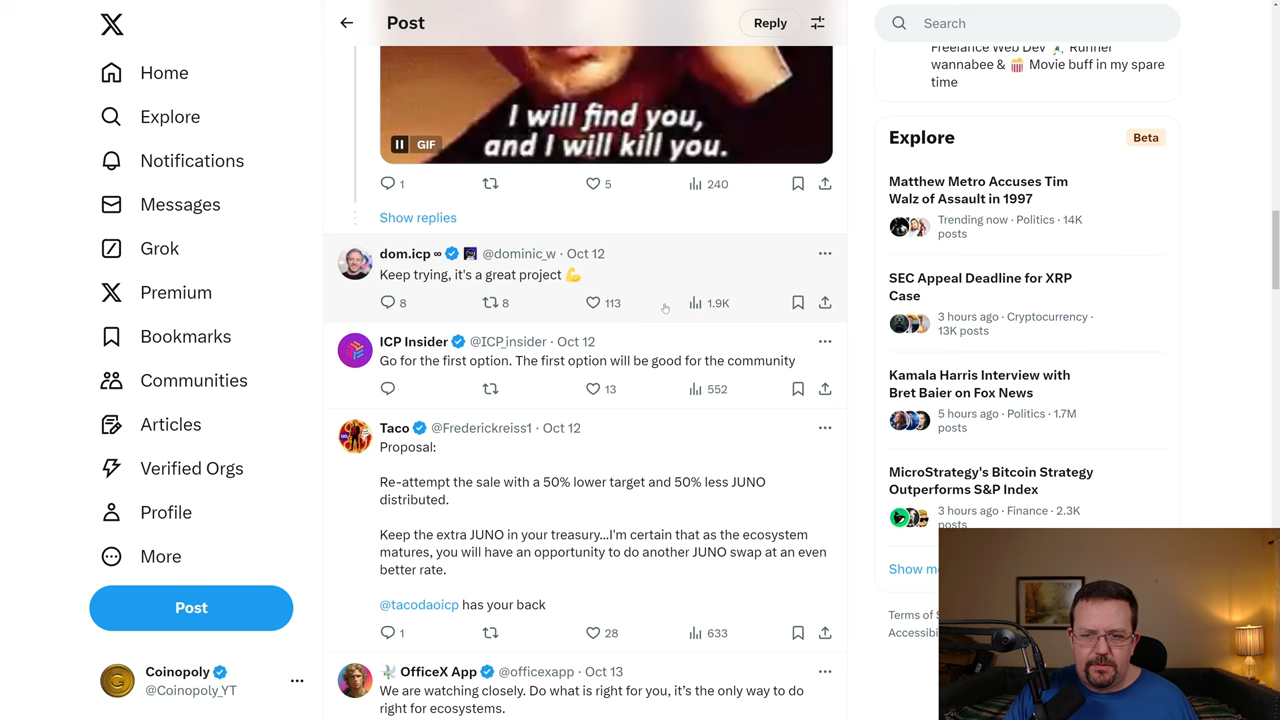 Home
Explore
Notifications
Messages
Grok
Premium
Bookmarks
Communities
Articles
Verified Orgs
Profile
More
Post
Coinopoly
@Coinopoly_YT
Post
Reply
I will find you,
and I will kill you.
GIF
1
5
240
Show replies
dom.icp ∞ @dominic_w · Oct 12
Keep trying, it's a great project 💪
8
8
113
1.9K
ICP Insider @ICP_insider · Oct 12
Go for the first option. The first option will be good for the community
13
552
Taco @Frederickreiss1 · Oct 12
Proposal:
Re-attempt the sale with a 50% lower target and 50% less JUNO
distributed.
Keep the extra JUNO in your treasury...I'm certain that as the ecosystem
matures, you will have an opportunity to do another JUNO swap at an even
better rate.
@tacodaoicp has your back
1
28
633
OfficeX App @officexapp · Oct 13
We are watching closely. Do what is right for you, it's the only way to do
right for ecosystems.
Search
Freelance Web Dev Runner
wannabee & 🍿 Movie buff in my spare
time
Explore
Beta
Matthew Metro Accuses Tim
Walz of Assault in 1997
Trending now · Politics · 14K
posts
SEC Appeal Deadline for XRP
Case
3 hours ago · Cryptocurrency ·
13K posts
Kamala Harris Interview with
Bret Baier on Fox News
5 hours ago · Politics · 1.7M
posts
MicroStrategy's Bitcoin Strategy
Outperforms S&P Index
3 hours ago · Finance · 2.3K
posts
Show
Terms of